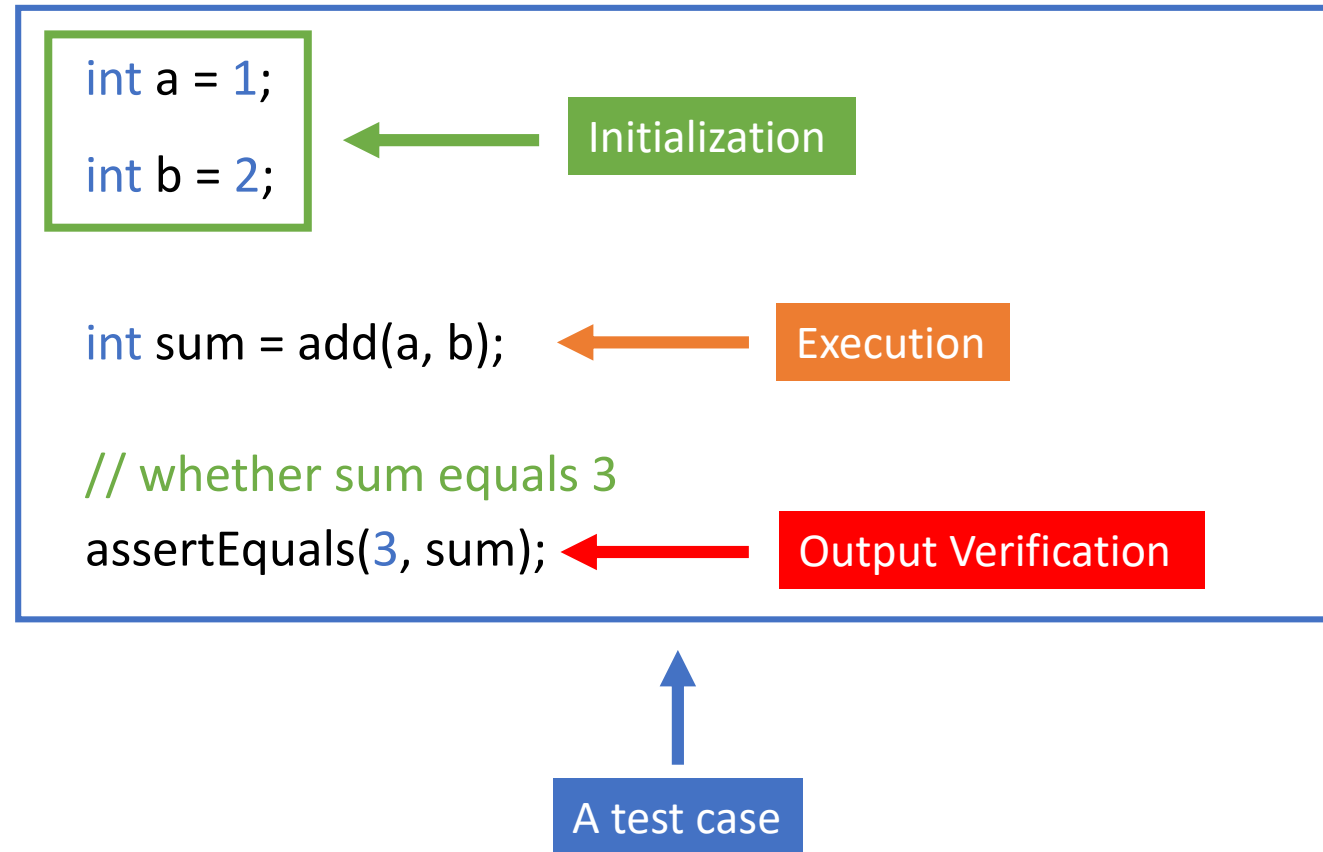 int a = 1;
Initialization
int b = 2;
int sum = add(a, b);
Execution
// whether sum equals 3
assertEquals(3, sum);
Output Verification
A test case